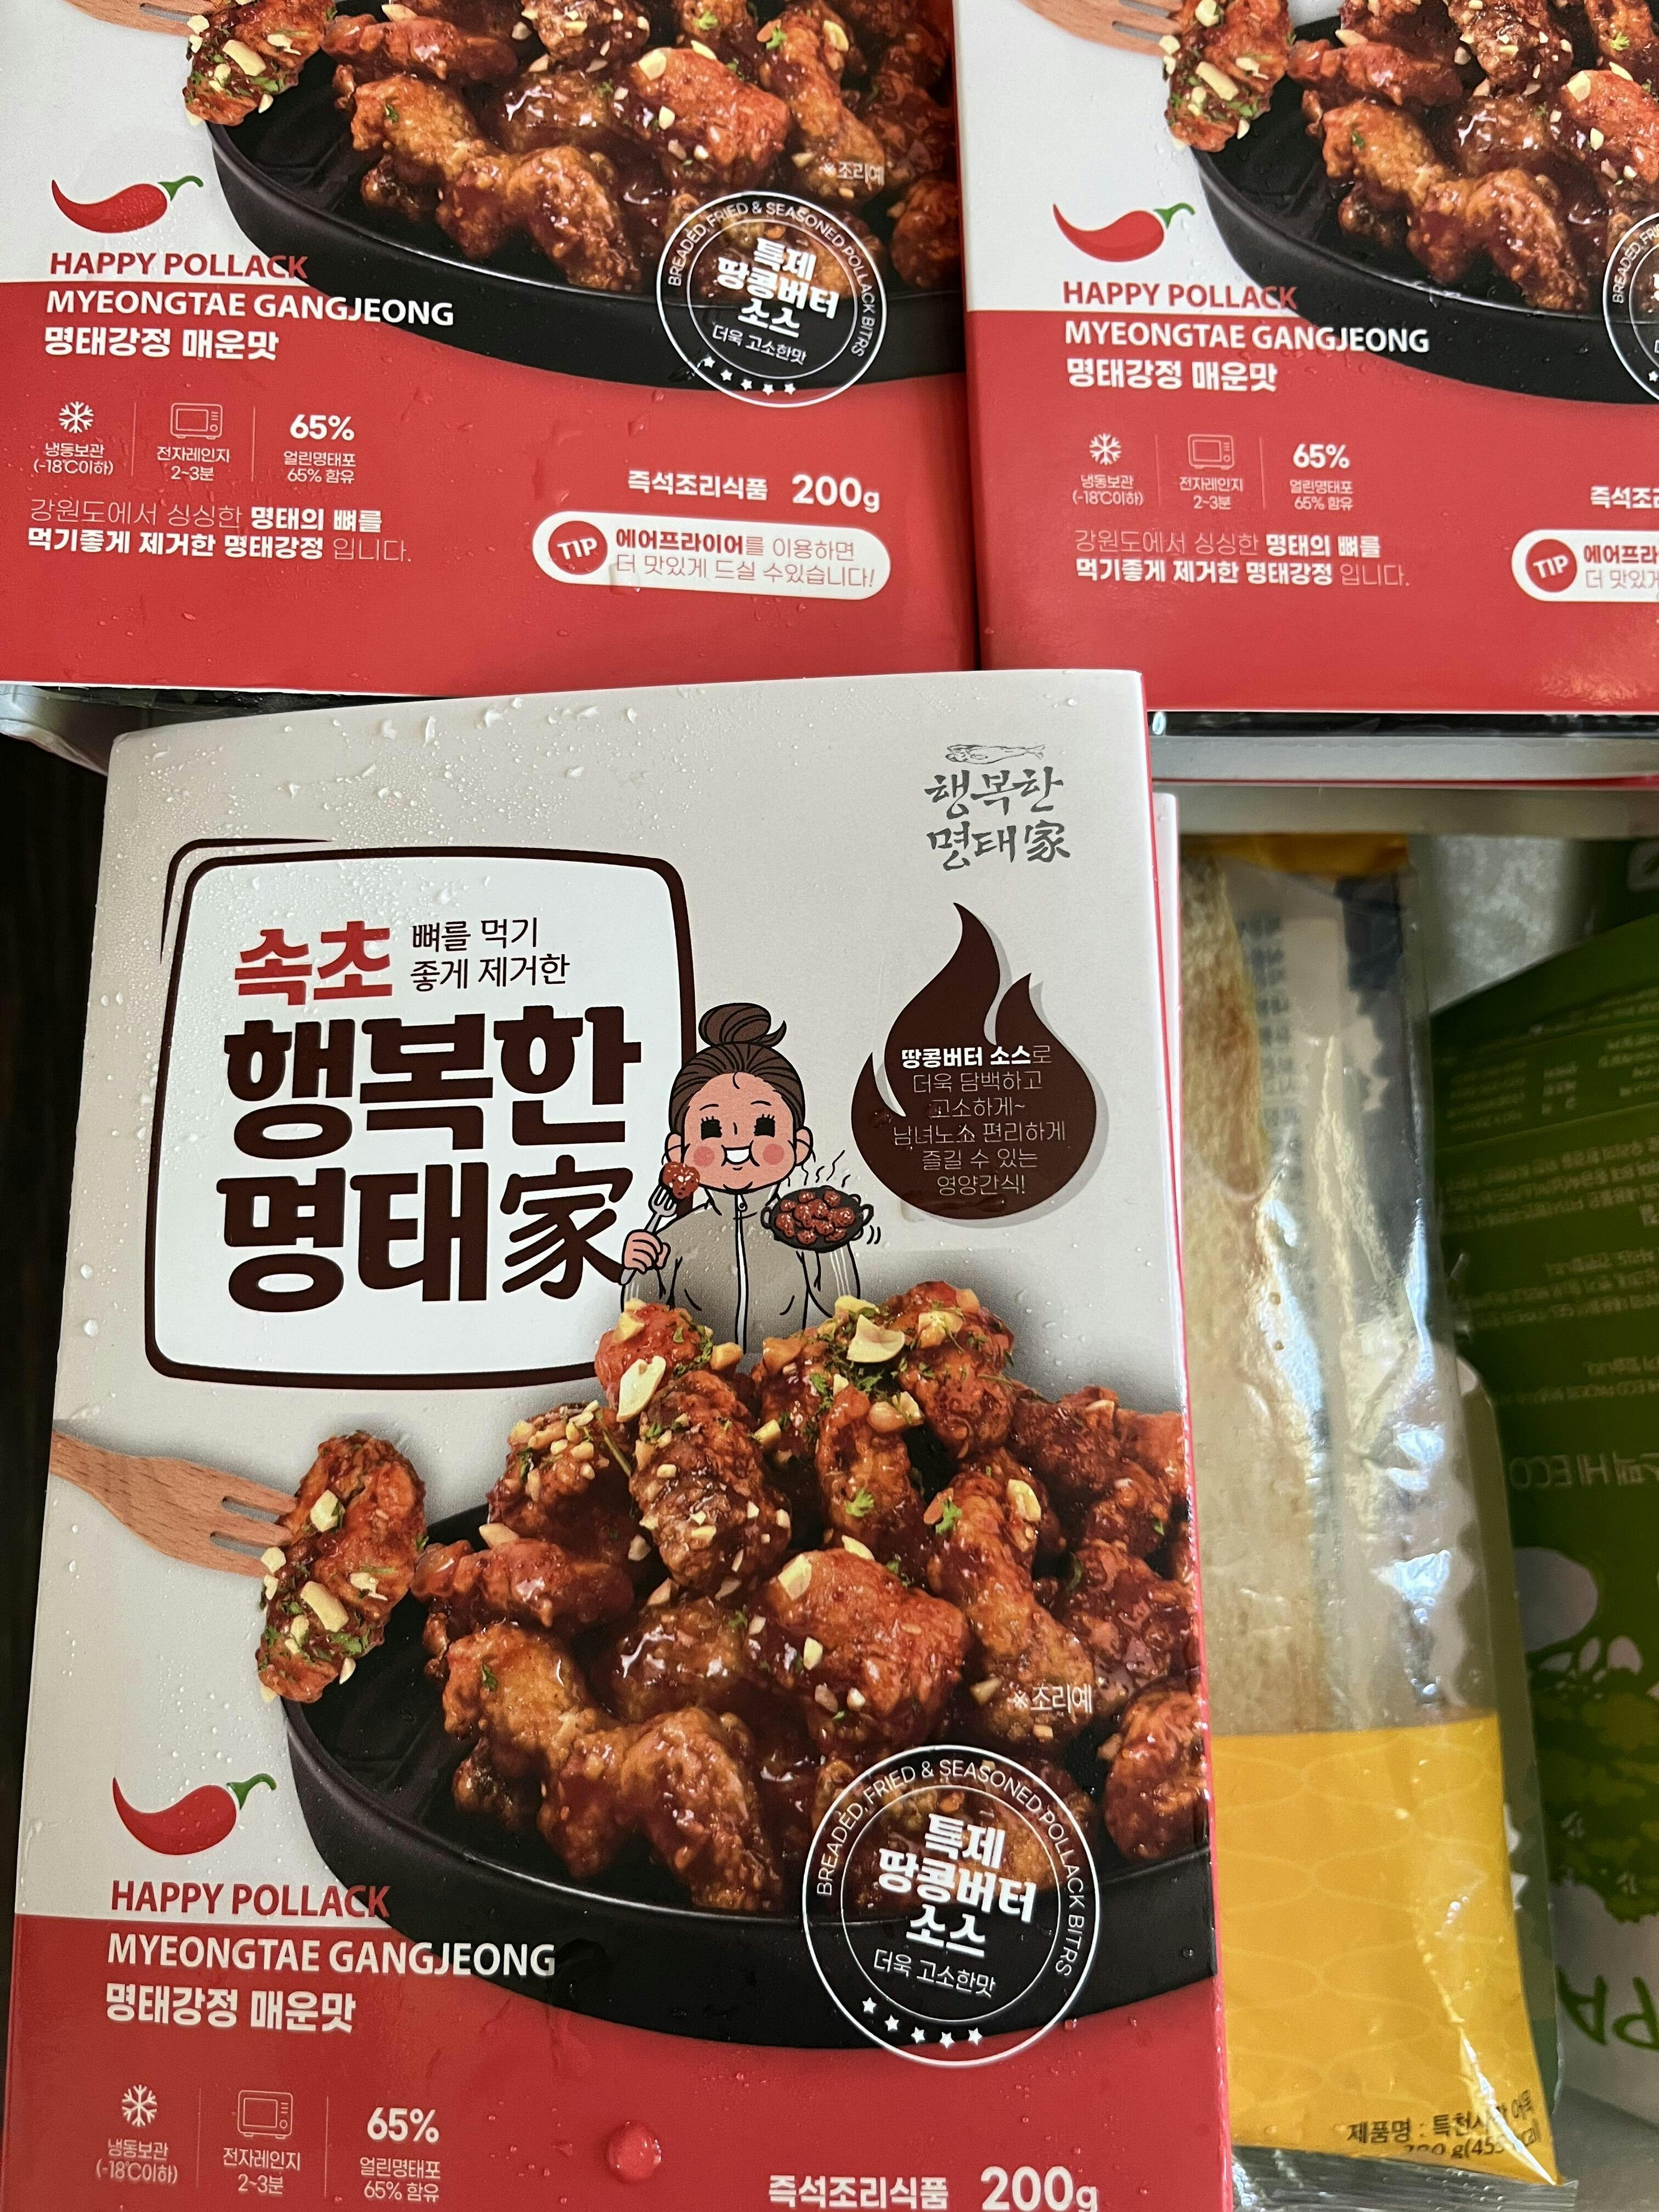 ※조리예
BREADED, FRIED & SEASONED POLLACK BITRS
특제
땅콩버터
소스
더욱 고소한맛
HAPPY POLLACK
MYEONGTAE GANGJEONG
명태강정 매운맛
냉동보관
(-18℃이하)
전자레인지
2~3분
65%
얼린명태포
65% 함유
강원도에서 싱싱한 명태의 뼈를
먹기좋게 제거한 명태강정 입니다.
즉석조리식품 200g
TIP
에어프라이어를 이용하면
더 맛있게 드실 수있습니다!
HAPPY POLLACK
MYEONGTAE GANGJEONG
명태강정 매운맛
냉동보관
(-18℃이하)
전자레인지
2~3분
65%
얼린명태포
65% 함유
강원도에서 싱싱한 명태의 뼈를
먹기좋게 제거한 명태강정 입니다.
즉석조리
TIP
에어프라
더 맛있게
행복한
명태家
속초
뼈를 먹기
좋게 제거한
행복한
명태家
땅콩버터 소스로
더욱 담백하고
고소하게~
남녀노쇼 편리하게
즐길 수 있는
영양간식!
※조리예
BREADED, FRIED & SEASONED POLLACK BITRS
특제
땅콩버터
소스
더욱 고소한맛
HAPPY POLLACK
MYEONGTAE GANGJEONG
명태강정 매운맛
냉동보관
(-18℃이하)
전자레인지
2~3분
65%
얼린명태포
65% 함유
즉석조리식품 200g
제품명 :
ECO
PA